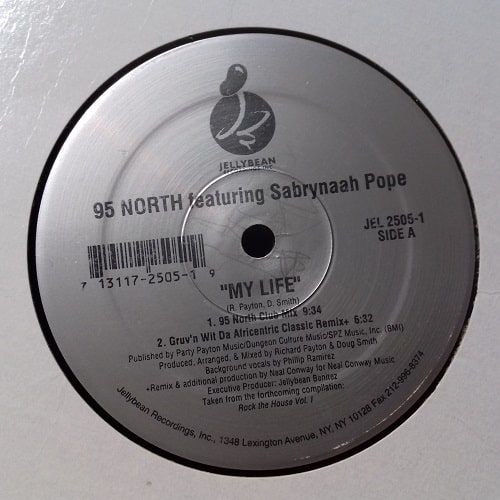 JELLYBEAN
95 NORTH featuring Sabrynaah Pope
JEL 2505-1
SIDE A
7 13117-2505-1 9
"MY LIFE"
(R. Payton, D. Smith)
1. 95 North Club Mix 9:34
2. Gruv'n Wit Da Africentric Classic Remix+ 6:32
Published by Party Payton Music/Dungeon Culture Music/SPZ Music, Inc. (BMI)
Produced, Arranged, & Mixed by Richard Payton & Doug Smith
Background vocals by Phillip Ramirez
+Remix & additional production by Neal Conway for Neal Conway Music
Executive Producer: Jellybean Benitez
Taken from the forthcoming compilation:
Rock the House Vol. I
Jellybean Recordings, Inc., 1348 Lexington Avenue, NY, NY 10128 Fax 212-996-8374